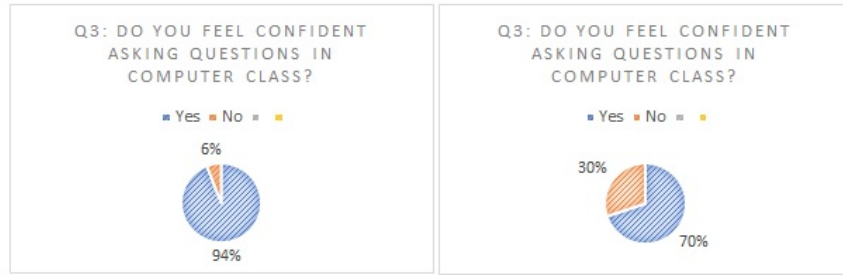 Q3: DO YOU FEEL CONFIDENT
ASKING QUESTIONS IN
COMPUTER CLASS?
Yes No
6%
94%
Q3: DO YOU FEEL CONFIDENT
ASKING QUESTIONS IN
COMPUTER CLASS?
Yes No
30%
70%